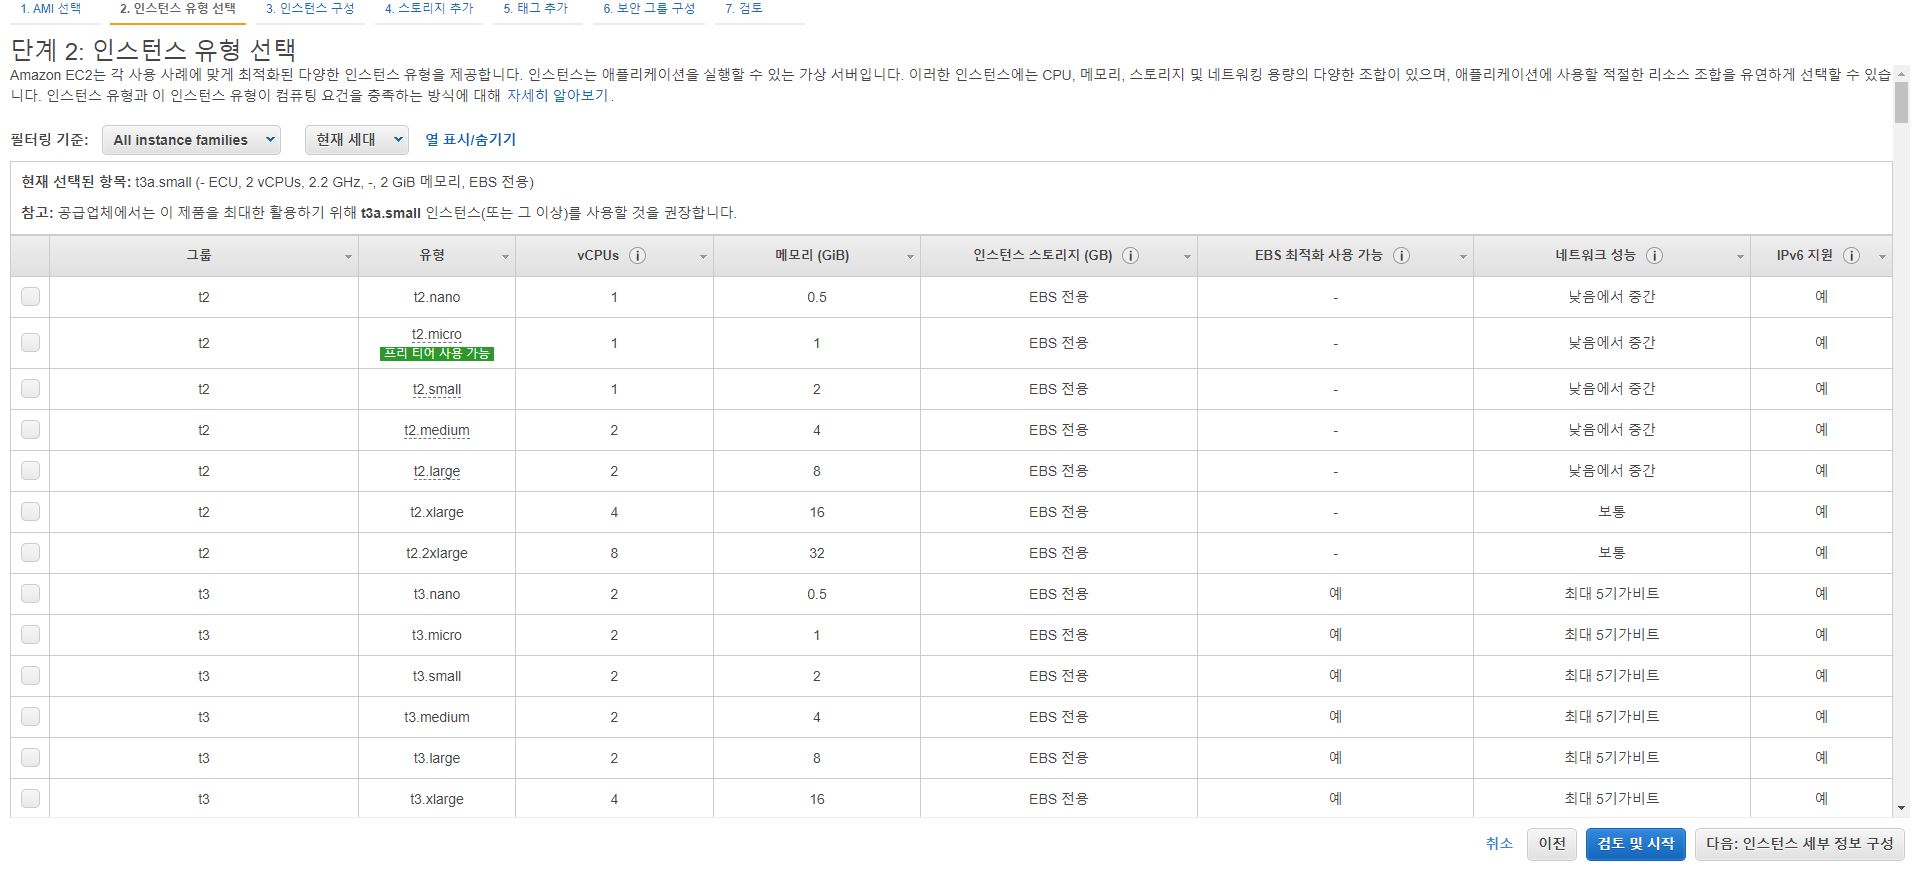 1. AMI 선택 2. 인스턴스 유형 선택 3. 인스턴스 구성 4. 스토리지 추가 5. 태그 추가 6. 보안 그룹 구성 7. 검토
단계 2: 인스턴스 유형 선택
Amazon EC2는 각 사용 사례에 맞게 최적화된 다양한 인스턴스 유형을 제공합니다. 인스턴스는 애플리케이션을 실행할 수 있는 가상 서버입니다. 이러한 인스턴스에는 CPU, 메모리, 스토리지 및 네트워킹 용량의 다양한 조합이 있으며, 애플리케이션에 사용할 적절한 리소스 조합을 유연하게 선택할 수 있습
니다. 인스턴스 유형과 이 인스턴스 유형이 컴퓨팅 요건을 충족하는 방식에 대해 자세히 알아보기.
필터링 기준: All instance families 현재 세대 열 표시/숨기기
현재 선택된 항목: t3a.small (- ECU, 2 vCPUs, 2.2 GHz, -, 2 GiB 메모리, EBS 전용)
참고: 공급업체에서는 이 제품을 최대한 활용하기 위해 t3a.small 인스턴스(또는 그 이상)를 사용할 것을 권장합니다.
그룹 유형 vCPUs i 메모리 (GiB) 인스턴스 스토리지 (GB) i EBS 최적화 사용 가능 i 네트워크 성능 i IPv6 지원 i
t2 t2.nano 1 0.5 EBS 전용 - 낮음에서 중간 예
t2 t2.micro 1 1 EBS 전용 - 낮음에서 중간 예
프리 티어 사용 가능
t2 t2.small 1 2 EBS 전용 - 낮음에서 중간 예
t2 t2.medium 2 4 EBS 전용 - 낮음에서 중간 예
t2 t2.large 2 8 EBS 전용 - 낮음에서 중간 예
t2 t2.xlarge 4 16 EBS 전용 - 보통 예
t2 t2.2xlarge 8 32 EBS 전용 - 보통 예
t3 t3.nano 2 0.5 EBS 전용 예 최대 5기가비트 예
t3 t3.micro 2 1 EBS 전용 예 최대 5기가비트 예
t3 t3.small 2 2 EBS 전용 예 최대 5기가비트 예
t3 t3.medium 2 4 EBS 전용 예 최대 5기가비트 예
t3 t3.large 2 8 EBS 전용 예 최대 5기가비트 예
t3 t3.xlarge 4 16 EBS 전용 예 최대 5기가비트 예
취소 이전 검토 및 시작 다음: 인스턴스 세부 정보 구성